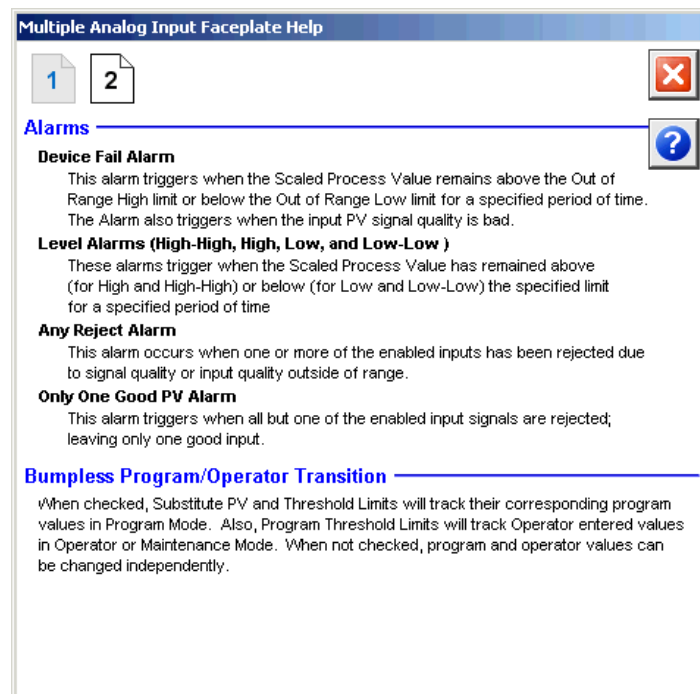 Multiple Analog Input Faceplate Help
1 2
Alarms
?
Device Fail Alarm
This alarm triggers when the Scaled Process Value remains above the Out of
Range High limit or below the Out of Range Low limit for a specified period of time.
The Alarm also triggers when the input PV signal quality is bad.
Level Alarms (High-High, High, Low, and Low-Low )
These alarms trigger when the Scaled Process Value has remained above
(for High and High-High) or below (for Low and Low-Low) the specified limit
for a specified period of time
Any Reject Alarm
This alarm occurs when one or more of the enabled inputs has been rejected due
to signal quality or input quality outside of range.
Only One Good PV Alarm
This alarm triggers when all but one of the enabled input signals are rejected;
leaving only one good input.
Bumpless Program/Operator Transition
When checked, Substitute PV and Threshold Limits will track their corresponding program
values in Program Mode.  Also, Program Threshold Limits will track Operator entered values
in Operator or Maintenance Mode.  When not checked, program and operator values can
be changed independently.